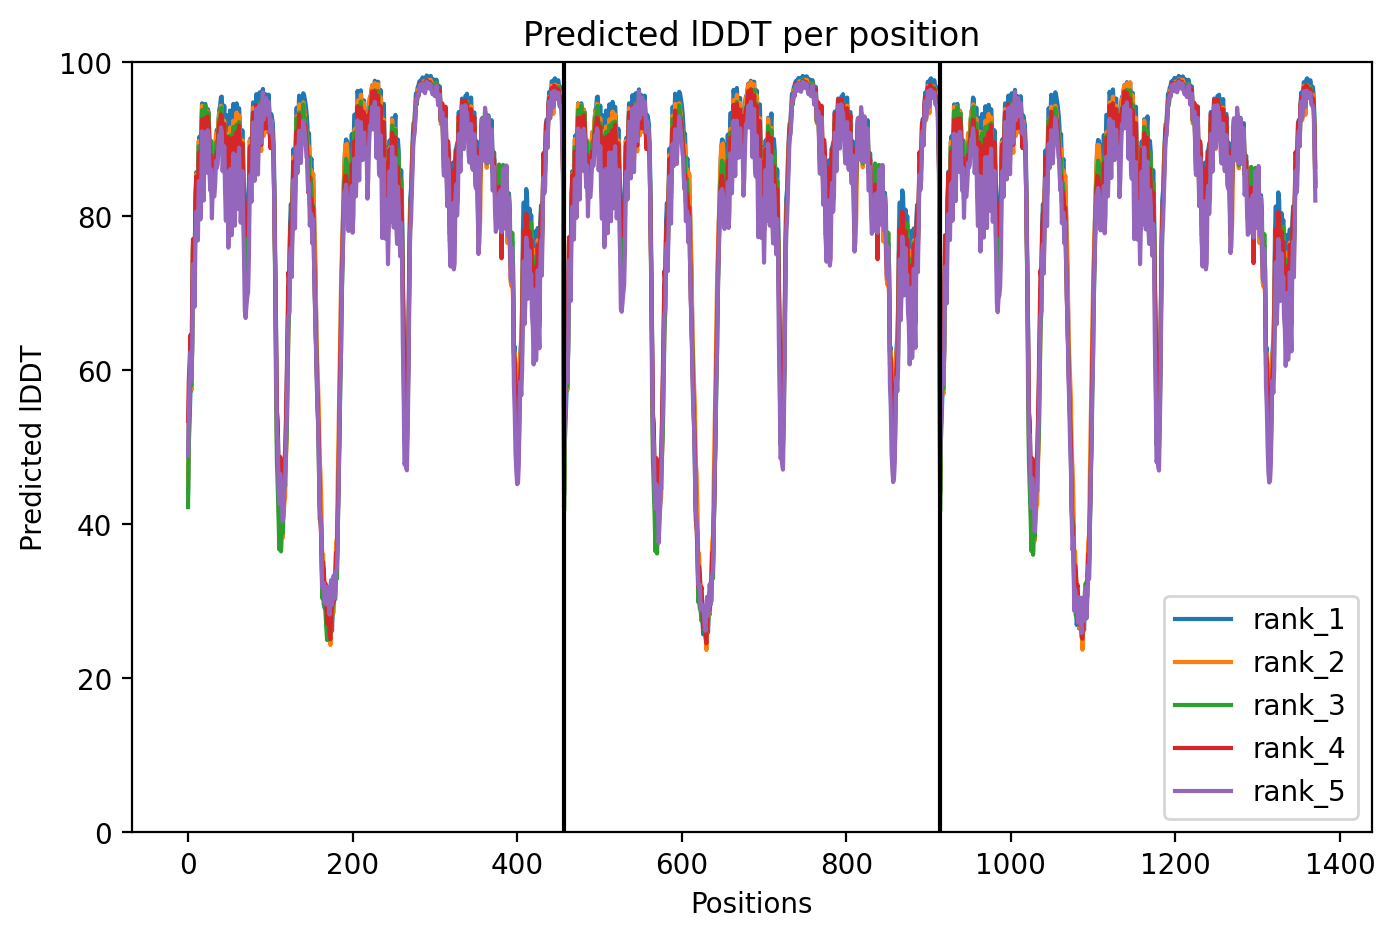 Predicted lDDT per position
Predicted lDDT
100
80
60
40
20
0
rank_1
rank_2
rank_3
rank_4
rank_5
0 200 400 600 800 1000 1200 1400
Positions